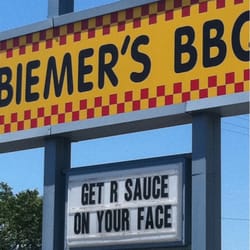 BIEMER'S BBQ
GET R SAUCE
ON YOUR FACE